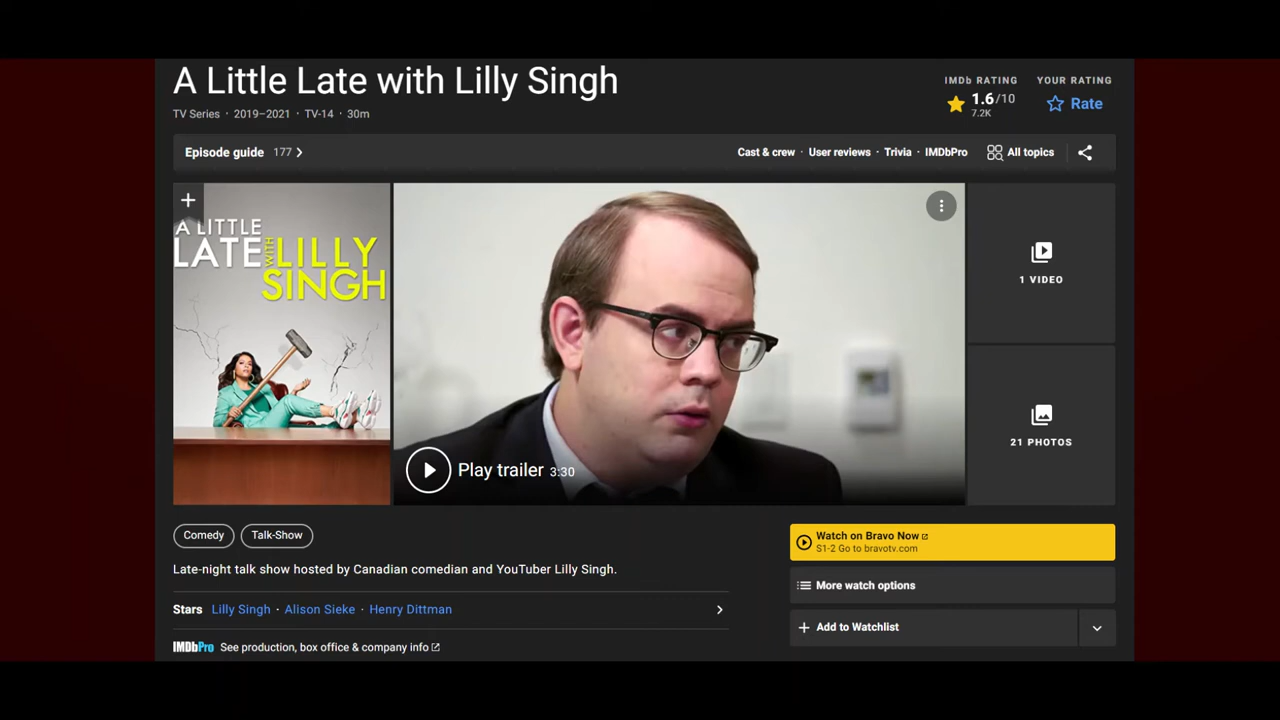 A Little Late with Lilly Singh
TV Series · 2019–2021 · TV-14 · 30m
IMDb RATING
1.6/10
7.2K
YOUR RATING
Rate
Episode guide 177
Cast & crew · User reviews · Trivia · IMDbPro
All topics
A LITTLE
LATE WITH LILLY
SINGH
Play trailer 3:30
1 VIDEO
21 PHOTOS
Comedy
Talk-Show
Late-night talk show hosted by Canadian comedian and YouTuber Lilly Singh.
Stars Lilly Singh · Alison Sieke · Henry Dittman
IMDbPro See production, box office & company info
Watch on Bravo Now
S1-2 Go to bravotv.com
More watch options
Add to Watchlist